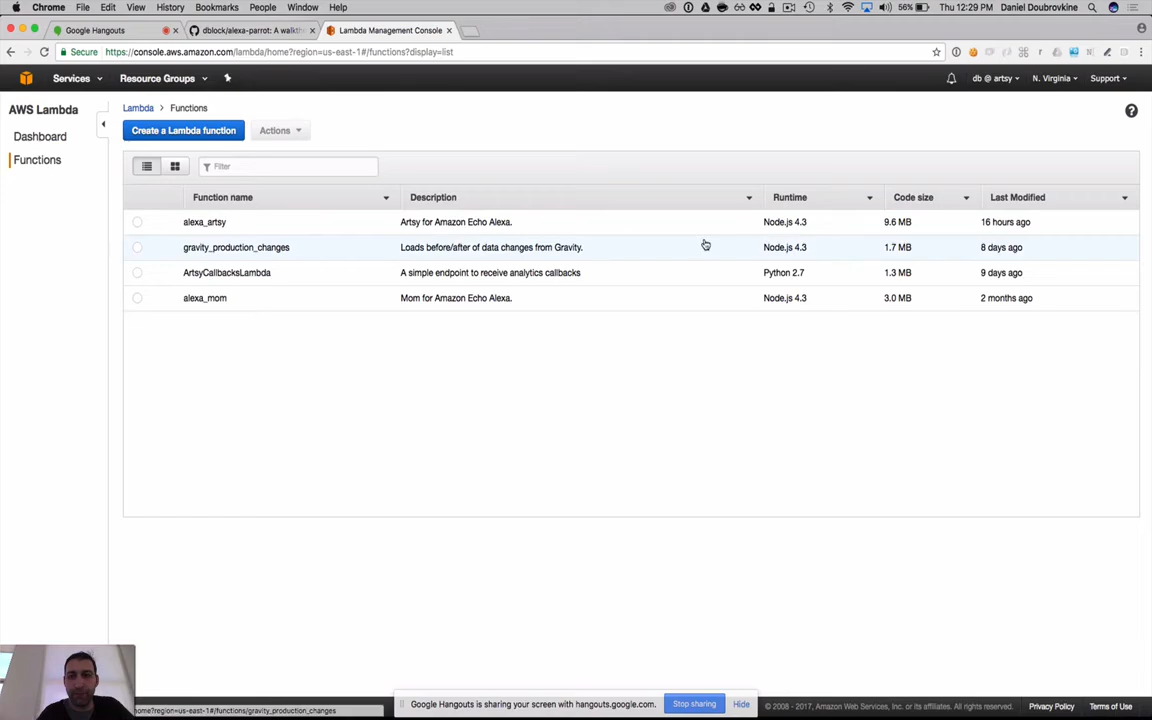 Chrome File Edit View History Bookmarks People Window Help 56% Thu 12:29 PM Daniel Doubrovkine
Google Hangouts dblock/alexa-parrot: A walkth Lambda Management Console
Secure https://console.aws.amazon.com/lambda/home?region=us-east-1#/functions?display=list
Services Resource Groups db @ artsy N. Virginia Support
AWS Lambda
Dashboard
Functions
Lambda > Functions
Create a Lambda function Actions
Filter
Function name Description Runtime Code size Last Modified
alexa_artsy Artsy for Amazon Echo Alexa. Node.js 4.3 9.6 MB 16 hours ago
gravity_production_changes Loads before/after of data changes from Gravity. Node.js 4.3 1.7 MB 8 days ago
ArtsyCallbacksLambda A simple endpoint to receive analytics callbacks Python 2.7 1.3 MB 9 days ago
alexa_mom Mom for Amazon Echo Alexa. Node.js 4.3 3.0 MB 2 months ago
Google Hangouts is sharing your screen with hangouts.google.com. Stop sharing Hide
© 2008 - 2017, Amazon Web Services, Inc. or its affiliates. All rights reserved. Privacy Policy Terms of Use
home?region=us-east-1#/functions/gravity_production_changes